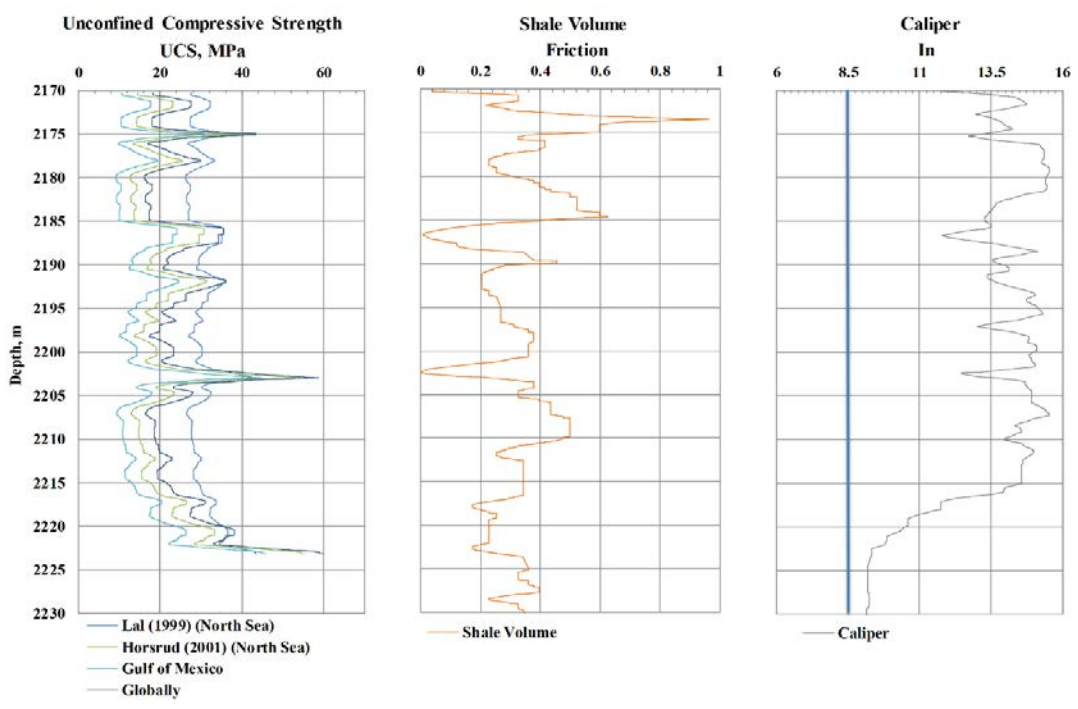 Unconfined Compressive Strength
UCS, MPa
0 20 40 60
Shale Volume
Friction
0 0.2 0.4 0.6 0.8 1
Caliper
In
6 8.5 11 13.5 16
Depth, m
2170
2175
2180
2185
2190
2195
2200
2205
2210
2215
2220
2225
2230
Lal (1999) (North Sea)
Horsrud (2001) (North Sea)
Gulf of Mexico
Globally
Shale Volume
Caliper